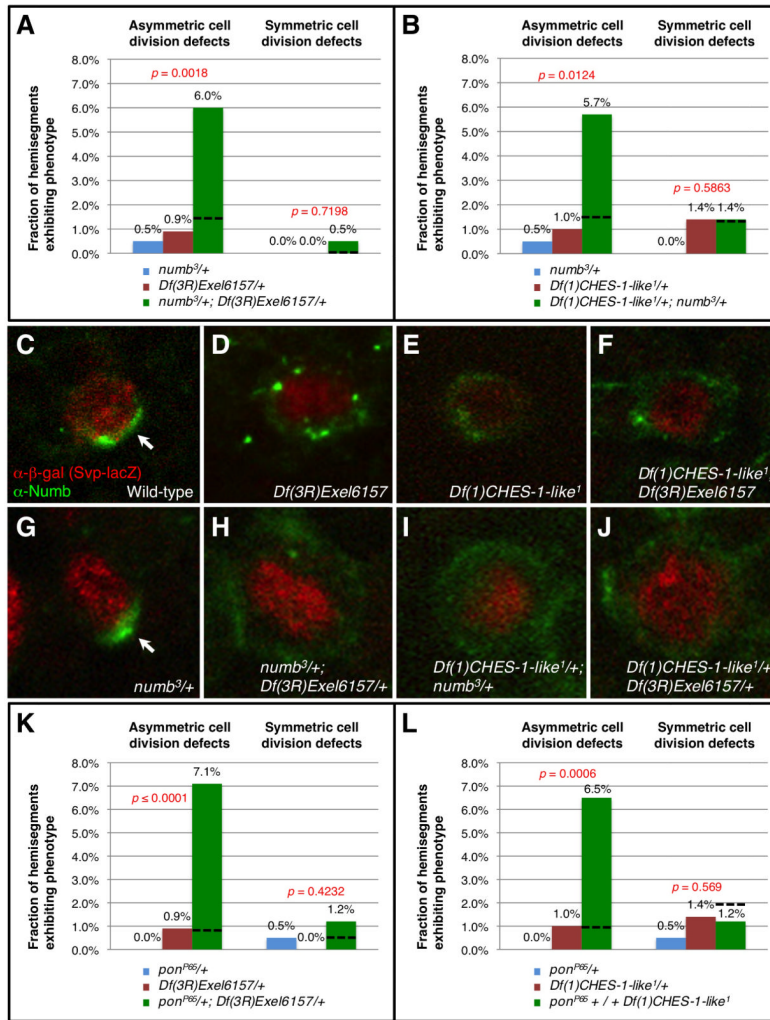 A
Asymmetric cell division defects
Symmetric cell division defects
Fraction of hemisegments exhibiting phenotype
8.0%
7.0%
6.0%
5.0%
4.0%
3.0%
2.0%
1.0%
0.0%
p = 0.0018
0.5%
0.9%
6.0%
p = 0.7198
0.0%
0.0%
0.5%
numb³/+
Df(3R)Exel6157/+
numb³/+; Df(3R)Exel6157/+
B
Asymmetric cell division defects
Symmetric cell division defects
Fraction of hemisegments exhibiting phenotype
8.0%
7.0%
6.0%
5.0%
4.0%
3.0%
2.0%
1.0%
0.0%
p = 0.0124
0.5%
1.0%
5.7%
p = 0.5863
0.0%
1.4%
1.4%
numb³/+
Df(1)CHES-1-like¹/+
Df(1)CHES-1-like¹/+; numb³/+
C
α-β-gal (Svp-lacZ)
α-Numb
Wild-type
D
Df(3R)Exel6157
E
Df(1)CHES-1-like¹
F
Df(1)CHES-1-like¹
Df(3R)Exel6157
G
numb³/+
H
numb³/+;
Df(3R)Exel6157/+
I
Df(1)CHES-1-like¹/+;
numb³/+
J
Df(1)CHES-1-like¹/+
Df(3R)Exel6157/+
K
Asymmetric cell division defects
Symmetric cell division defects
Fraction of hemisegments exhibiting phenotype
8.0%
7.0%
6.0%
5.0%
4.0%
3.0%
2.0%
1.0%
0.0%
p ≤ 0.0001
0.0%
0.9%
7.1%
p = 0.4232
0.5%
0.0%
1.2%
ponᴾ⁶⁵/+
Df(3R)Exel6157/+
ponᴾ⁶⁵/+; Df(3R)Exel6157/+
L
Asymmetric cell division defects
Symmetric cell division defects
Fraction of hemisegments exhibiting phenotype
8.0%
7.0%
6.0%
5.0%
4.0%
3.0%
2.0%
1.0%
0.0%
p = 0.0006
0.0%
1.0%
6.5%
p = 0.569
0.5%
1.4%
1.2%
ponᴾ⁶⁵/+
Df(1)CHES-1-like¹/+
ponᴾ⁶⁵ + / + Df(1)CHES-1-like¹